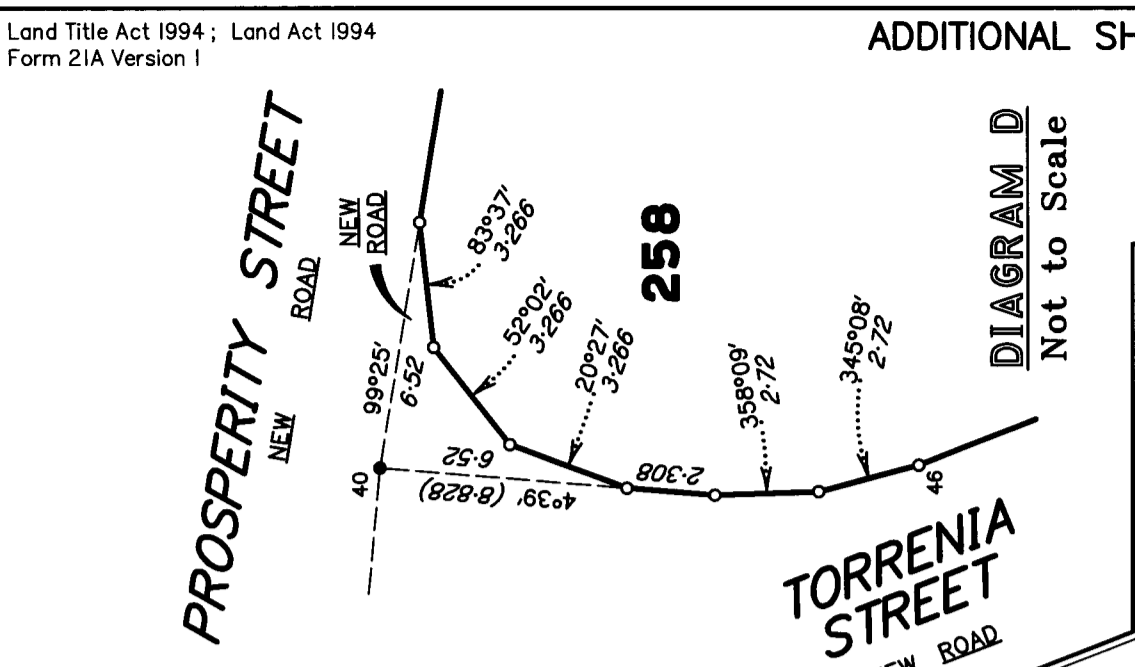 Land Title Act 1994; Land Act 1994
Form 21A Version 1
ADDITIONAL SH
PROSPERITY STREET
NEW ROAD
NEW
ROAD
99°25'
6·52
83°37'
3·266
52°02'
3·266
20°27'
3·266
258
358°09'
2·72
345°08'
2·72
40
6·52
4°39' (8·828)
2·308
46
DIAGRAM D
Not to Scale
TORRENIA
STREET
NEW ROAD